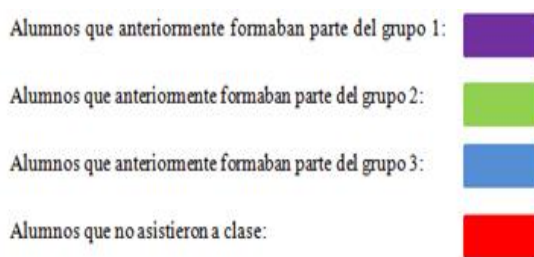 Alumnos que anteriormente formaban parte del grupo 1:
Alumnos que anteriormente formaban parte del grupo 2:
Alumnos que anteriormente formaban parte del grupo 3:
Alumnos que no asistieron a clase: